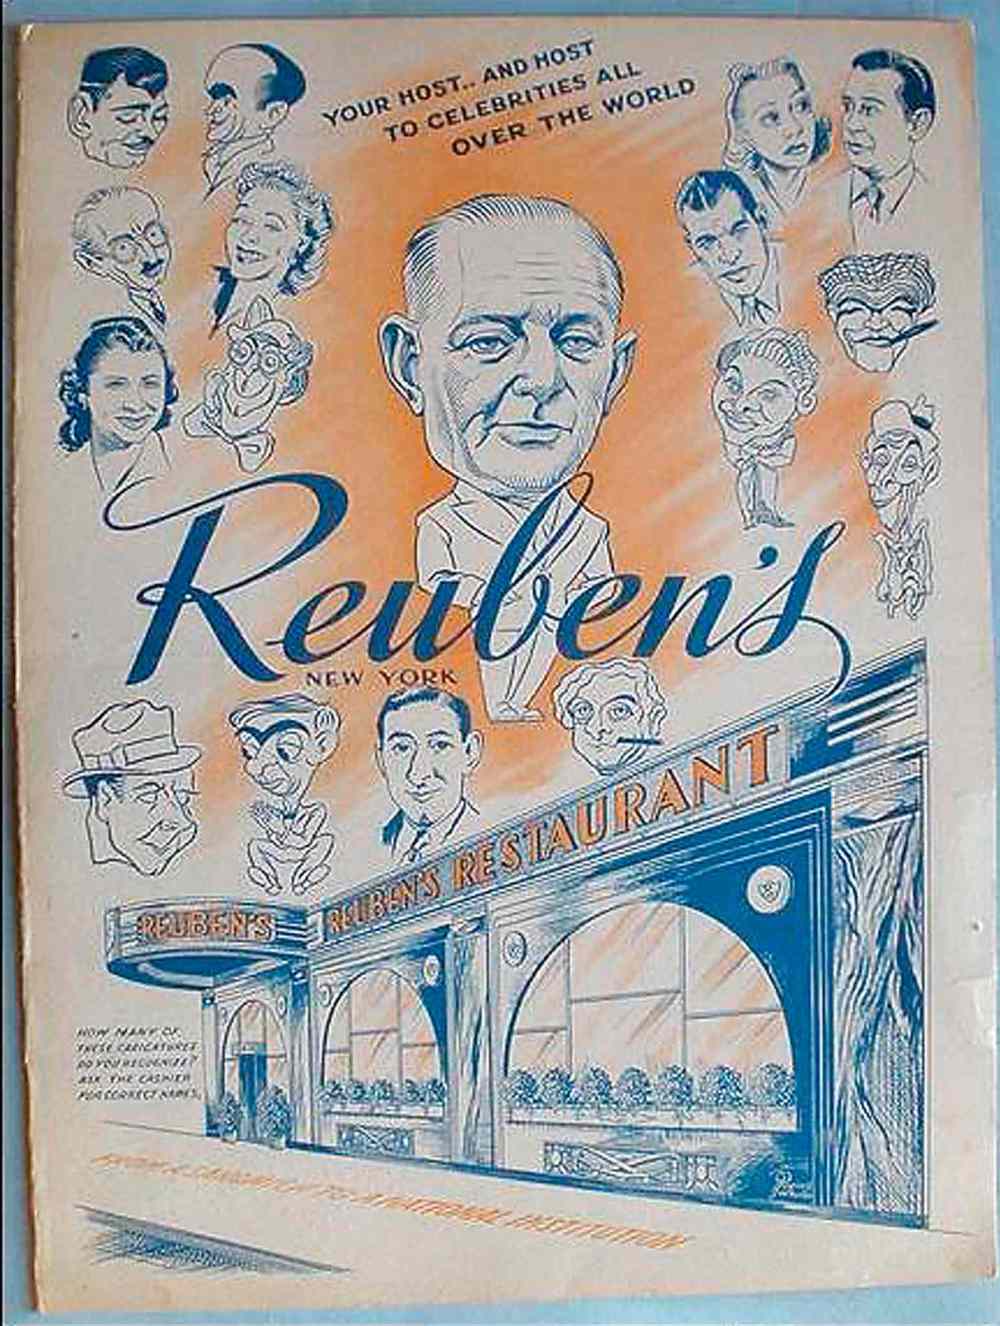 YOUR HOST.. AND HOST
TO CELEBRITIES ALL
OVER THE WORLD
Reuben's
NEW YORK
REUBEN'S RESTAURANT
REUBEN'S
HOW MANY OF
THESE CARICATURES
DO YOU RECOGNIZE?
ASK THE CASHIER
FOR CORRECT NAMES.
FROM A SANDWICH TO A NATIONAL INSTITUTION